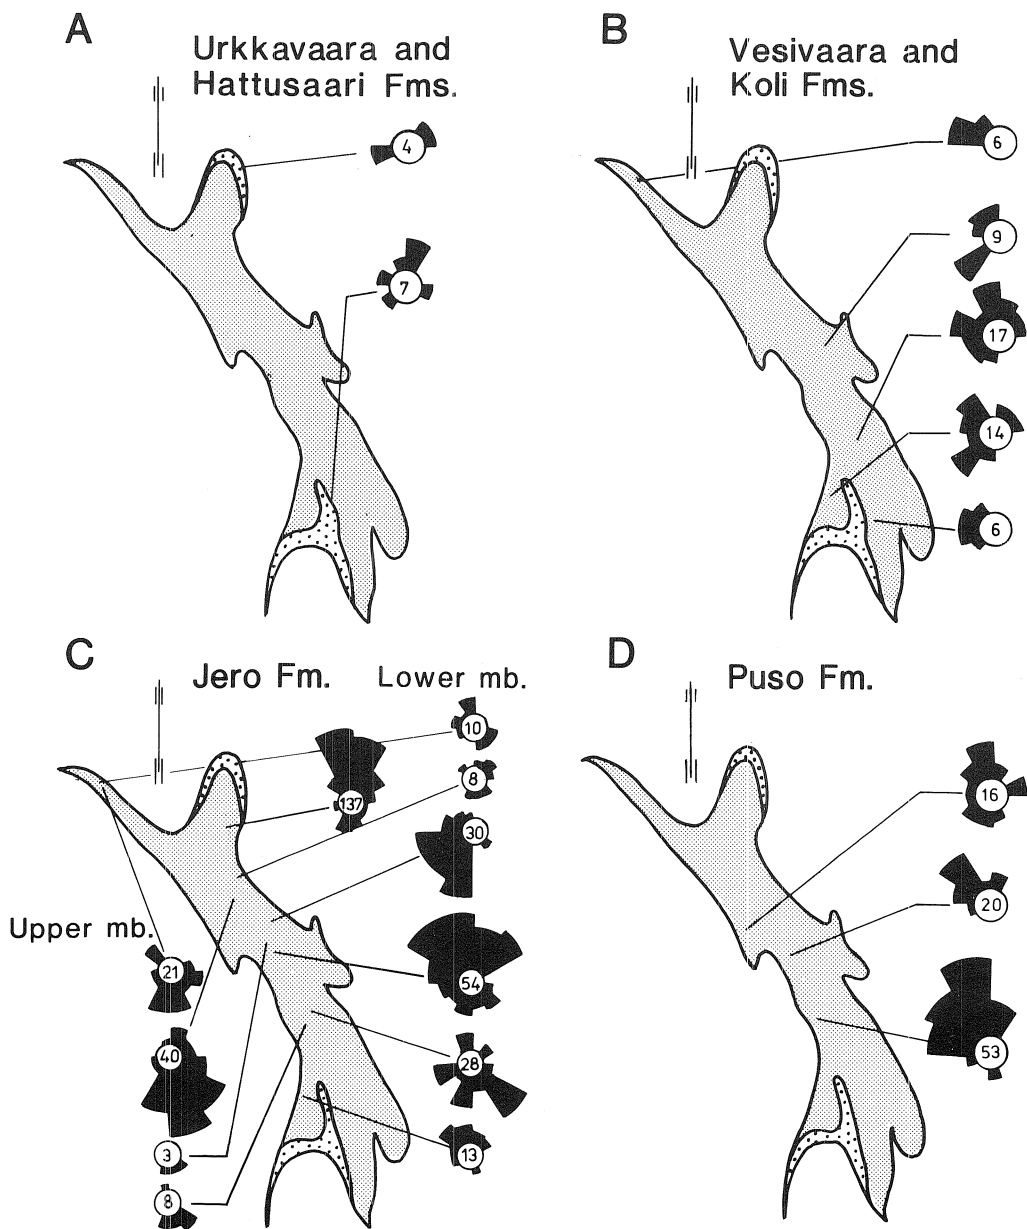 A
Urkkavaara and
Hattusaari Fms.
4
7
B
Vesivaara and
Koli Fms.
6
9
17
14
6
C
Jero Fm.
Lower mb.
10
137
8
30
Upper mb.
21
54
40
28
3
13
8
D
Puso Fm.
16
20
53